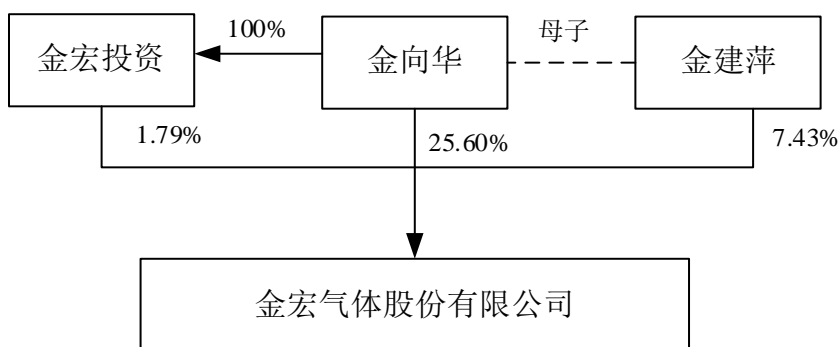 金宏投资
100%
金向华
母子
金建萍
1.79%
25.60%
7.43%
金宏气体股份有限公司